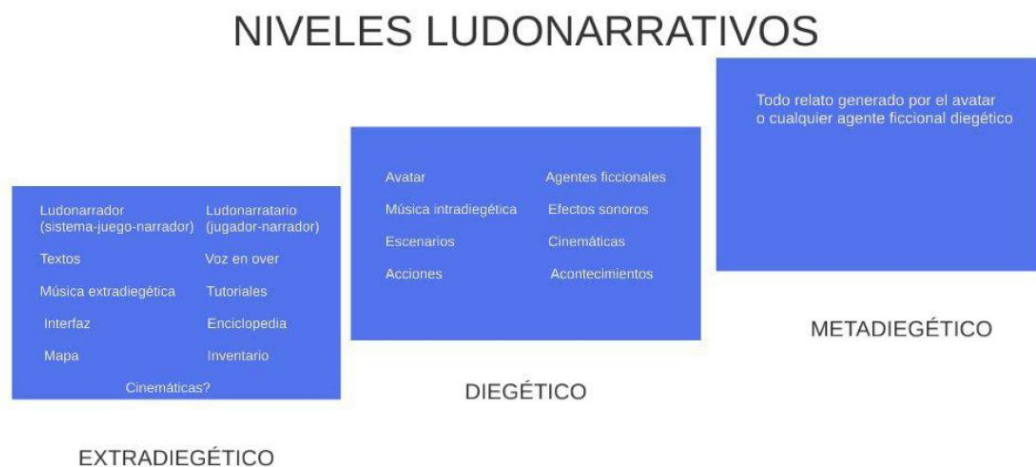 NIVELES LUDONARRATIVOS
Ludonarrador
(sistema-juego-narrador)
Ludonarratario
(jugador-narrador)
Textos
Voz en over
Música extradiegética
Tutoriales
Interfaz
Enciclopedia
Mapa
Inventario
Cinemáticas?
EXTRADIEGÉTICO
Avatar
Agentes ficcionales
Música intradiegética
Efectos sonoros
Escenarios
Cinemáticas
Acciones
Acontecimientos
DIEGÉTICO
Todo relato generado por el avatar
o cualquier agente ficcional diegético
METADIEGÉTICO